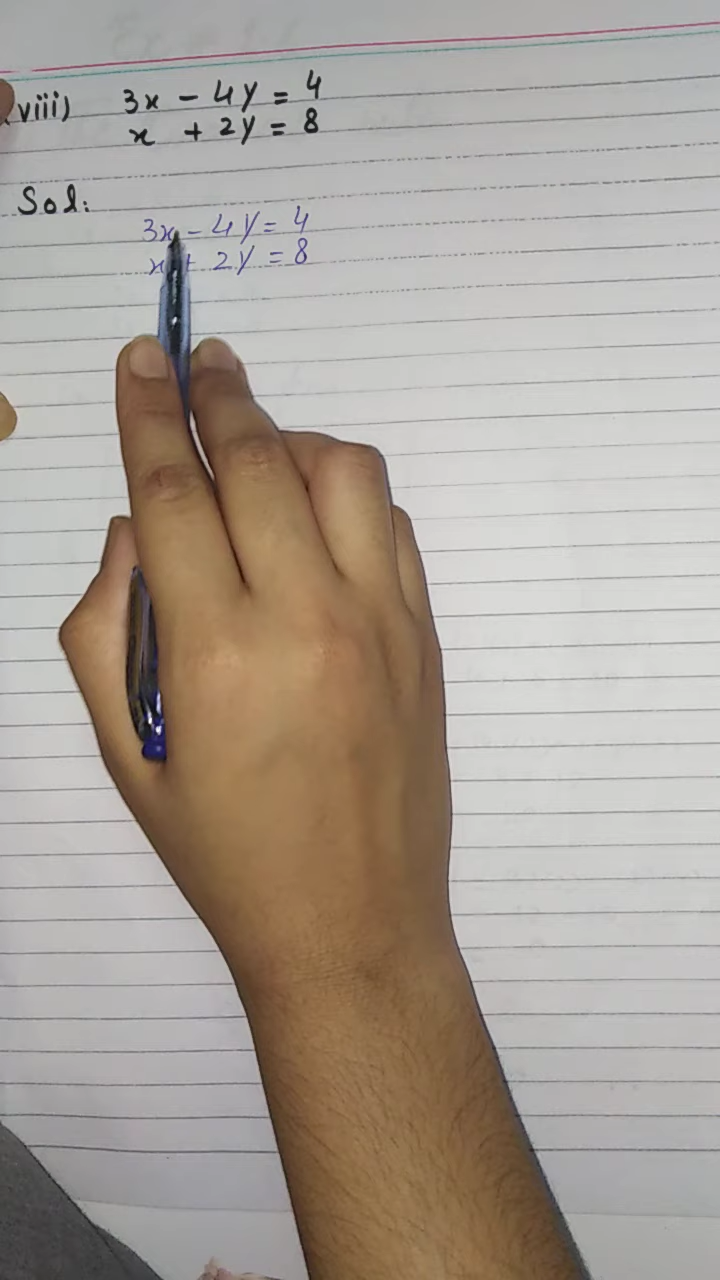 viii) 3x - 4y = 4
x + 2y = 8
Sol:
3x - 4y = 4
x + 2y = 8